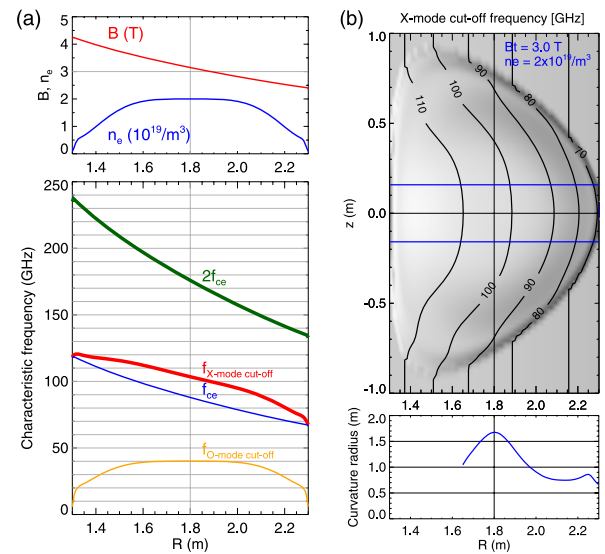 (a)
5
4
3
2
1
0
B, nₑ
B (T)
nₑ (10¹⁹/m³)
1.4 1.6 1.8 2.0 2.2
250
200
150
100
50
0
Characteristic frequency (GHz)
2f_ce
f_X-mode cut-off
f_ce
f_O-mode cut-off
1.4 1.6 1.8 2.0 2.2
R (m)
(b)
X-mode cut-off frequency [GHz]
Bt = 3.0 T
ne = 2x10¹⁹/m³
1.0
0.5
0.0
-0.5
-1.0
z (m)
110
100
90
80
70
100
90
80
1.4 1.6 1.8 2.0 2.2
2.0
1.5
1.0
0.5
0.0
Curvature radius (m)
1.4 1.6 1.8 2.0 2.2
R (m)